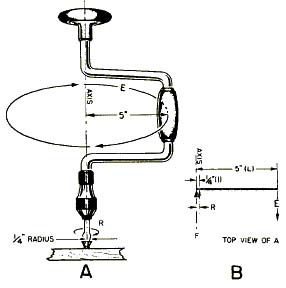 E
AXIS
5"
R
1/4" RADIUS
A
AXIS
5" (L)
1/4" (l)
R
E
F
TOP VIEW OF A
B